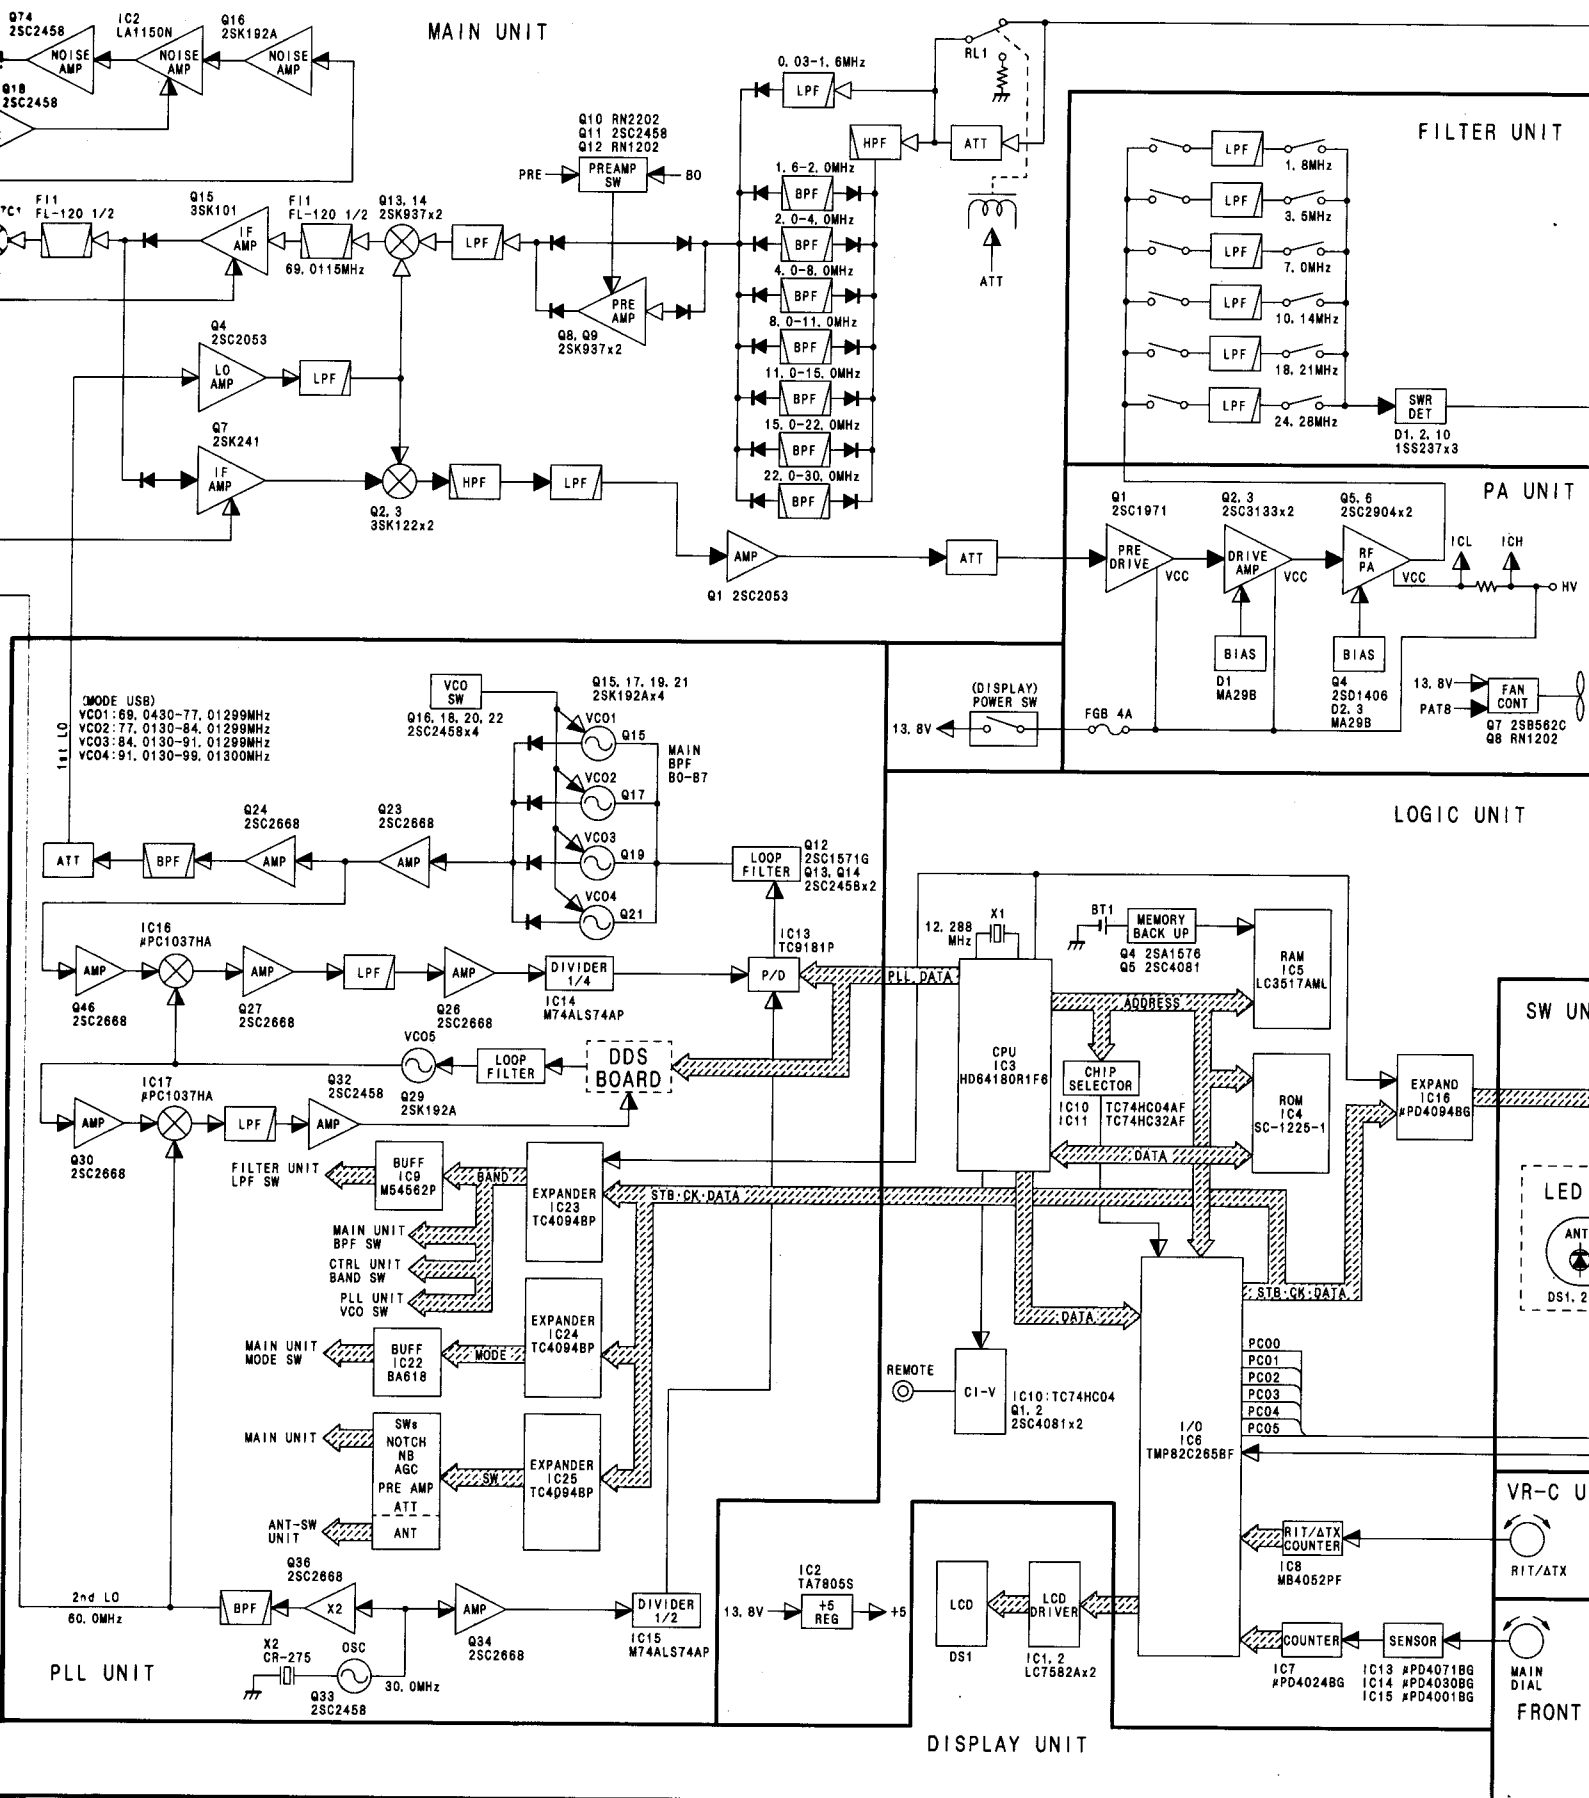 MAIN UNIT
Q74
2SC2458
NOISE
AMP
IC2
LA1150N
NOISE
AMP
Q16
2SK192A
NOISE
AMP
Q18
2SC2458
FI1
FL-120 1/2
Q15
3SK101
IF
AMP
FI1
FL-120 1/2
69.0115MHz
Q13,14
2SK937x2
LPF
Q10 RN2202
Q11 2SC2458
Q12 RN1202
PRE
PREAMP
SW
BO
PRE
AMP
Q8,Q9
2SK937x2
Q4
2SC2053
LO
AMP
LPF
Q7
2SK241
IF
AMP
Q2,3
3SK122x2
HPF
LPF
AMP
Q1 2SC2053
ATT
0.03-1.6MHz
LPF
HPF
ATT
RL1
ATT
1.6-2.0MHz
BPF
2.0-4.0MHz
BPF
4.0-8.0MHz
BPF
8.0-11.0MHz
BPF
11.0-15.0MHz
BPF
15.0-22.0MHz
BPF
22.0-30.0MHz
BPF
FILTER UNIT
LPF
1.8MHz
LPF
3.5MHz
LPF
7.0MHz
LPF
10,14MHz
LPF
18,21MHz
LPF
24,28MHz
SWR
DET
D1,2,10
1SS237x3
PA UNIT
Q1
2SC1971
PRE
DRIVE
VCC
Q2,3
2SC3133x2
DRIVE
AMP
VCC
Q5,6
2SC2904x2
RF
PA
VCC
ICL
ICH
HV
BIAS
D1
MA29B
BIAS
Q4
2SD1406
D2,3
MA29B
13.8V
PAT8
FAN
CONT
Q7 2SB562C
Q8 RN1202
(DISPLAY)
POWER SW
13.8V
FGB 4A
(MODE USB)
VCO1:69.0430-77.01299MHz
VCO2:77.0130-84.01299MHz
VCO3:84.0130-91.01299MHz
VCO4:91.0130-99.01300MHz
1st LO
VCO
SW
Q16,18,20,22
2SC2458x4
Q15,17,19,21
2SK192Ax4
VCO1
Q15
VCO2
Q17
VCO3
Q19
VCO4
Q21
MAIN
BPF
B0-B7
ATT
BPF
Q24
2SC2668
AMP
Q23
2SC2668
AMP
LOOP
FILTER
Q12
2SC1571G
Q13,Q14
2SC2458x2
IC16
µPC1037HA
AMP
Q46
2SC2668
AMP
Q27
2SC2668
LPF
AMP
Q26
2SC2668
DIVIDER
1/4
IC14
M74ALS74AP
IC13
TC9181P
P/D
PLL DATA
VCO5
Q29
2SK192A
LOOP
FILTER
DDS
BOARD
IC17
µPC1037HA
AMP
Q30
2SC2668
LPF
Q32
2SC2458
AMP
FILTER UNIT
LPF SW
BUFF
IC9
M54562P
BAND
EXPANDER
IC23
TC4094BP
STB·CK·DATA
MAIN UNIT
BPF SW
CTRL UNIT
BAND SW
PLL UNIT
VCO SW
MAIN UNIT
MODE SW
BUFF
IC22
BA618
MODE
EXPANDER
IC24
TC4094BP
MAIN UNIT
SWs
NOTCH
NB
AGC
PRE AMP
ATT
ANT
SW
EXPANDER
IC25
TC4094BP
ANT-SW
UNIT
2nd LO
60.0MHz
BPF
Q36
2SC2668
X2
AMP
Q34
2SC2668
DIVIDER
1/2
IC15
M74ALS74AP
X2
CR-275
OSC
Q33
2SC2458
30.0MHz
PLL UNIT
IC2
TA7805S
13.8V
+5
REG
+5
LOGIC UNIT
12.288
MHz
X1
CPU
IC3
HD64180R1F6
BT1
MEMORY
BACK UP
Q4 2SA1576
Q5 2SC4081
RAM
IC5
LC3517AML
ADDRESS
CHIP
SELECTOR
IC10 TC74HC04AF
IC11 TC74HC32AF
ROM
IC4
SC-1225-1
DATA
EXPAND
IC16
µPD4094BG
STB·CK·DATA
DATA
REMOTE
CI-V
IC10:TC74HC04
Q1,2
2SC4081x2
I/O
IC6
TMP82C265BF
PC00
PC01
PC02
PC03
PC04
PC05
RIT/ΔTX
COUNTER
IC8
MB4052PF
COUNTER
IC7
µPD4024BG
SENSOR
IC13 µPD4071BG
IC14 µPD4030BG
IC15 µPD4001BG
LCD
DS1
LCD
DRIVER
IC1,2
LC7582Ax2
DISPLAY UNIT
SW UN
LED
ANT
DS1,2
VR-C U
RIT/ΔTX
MAIN
DIAL
FRONT